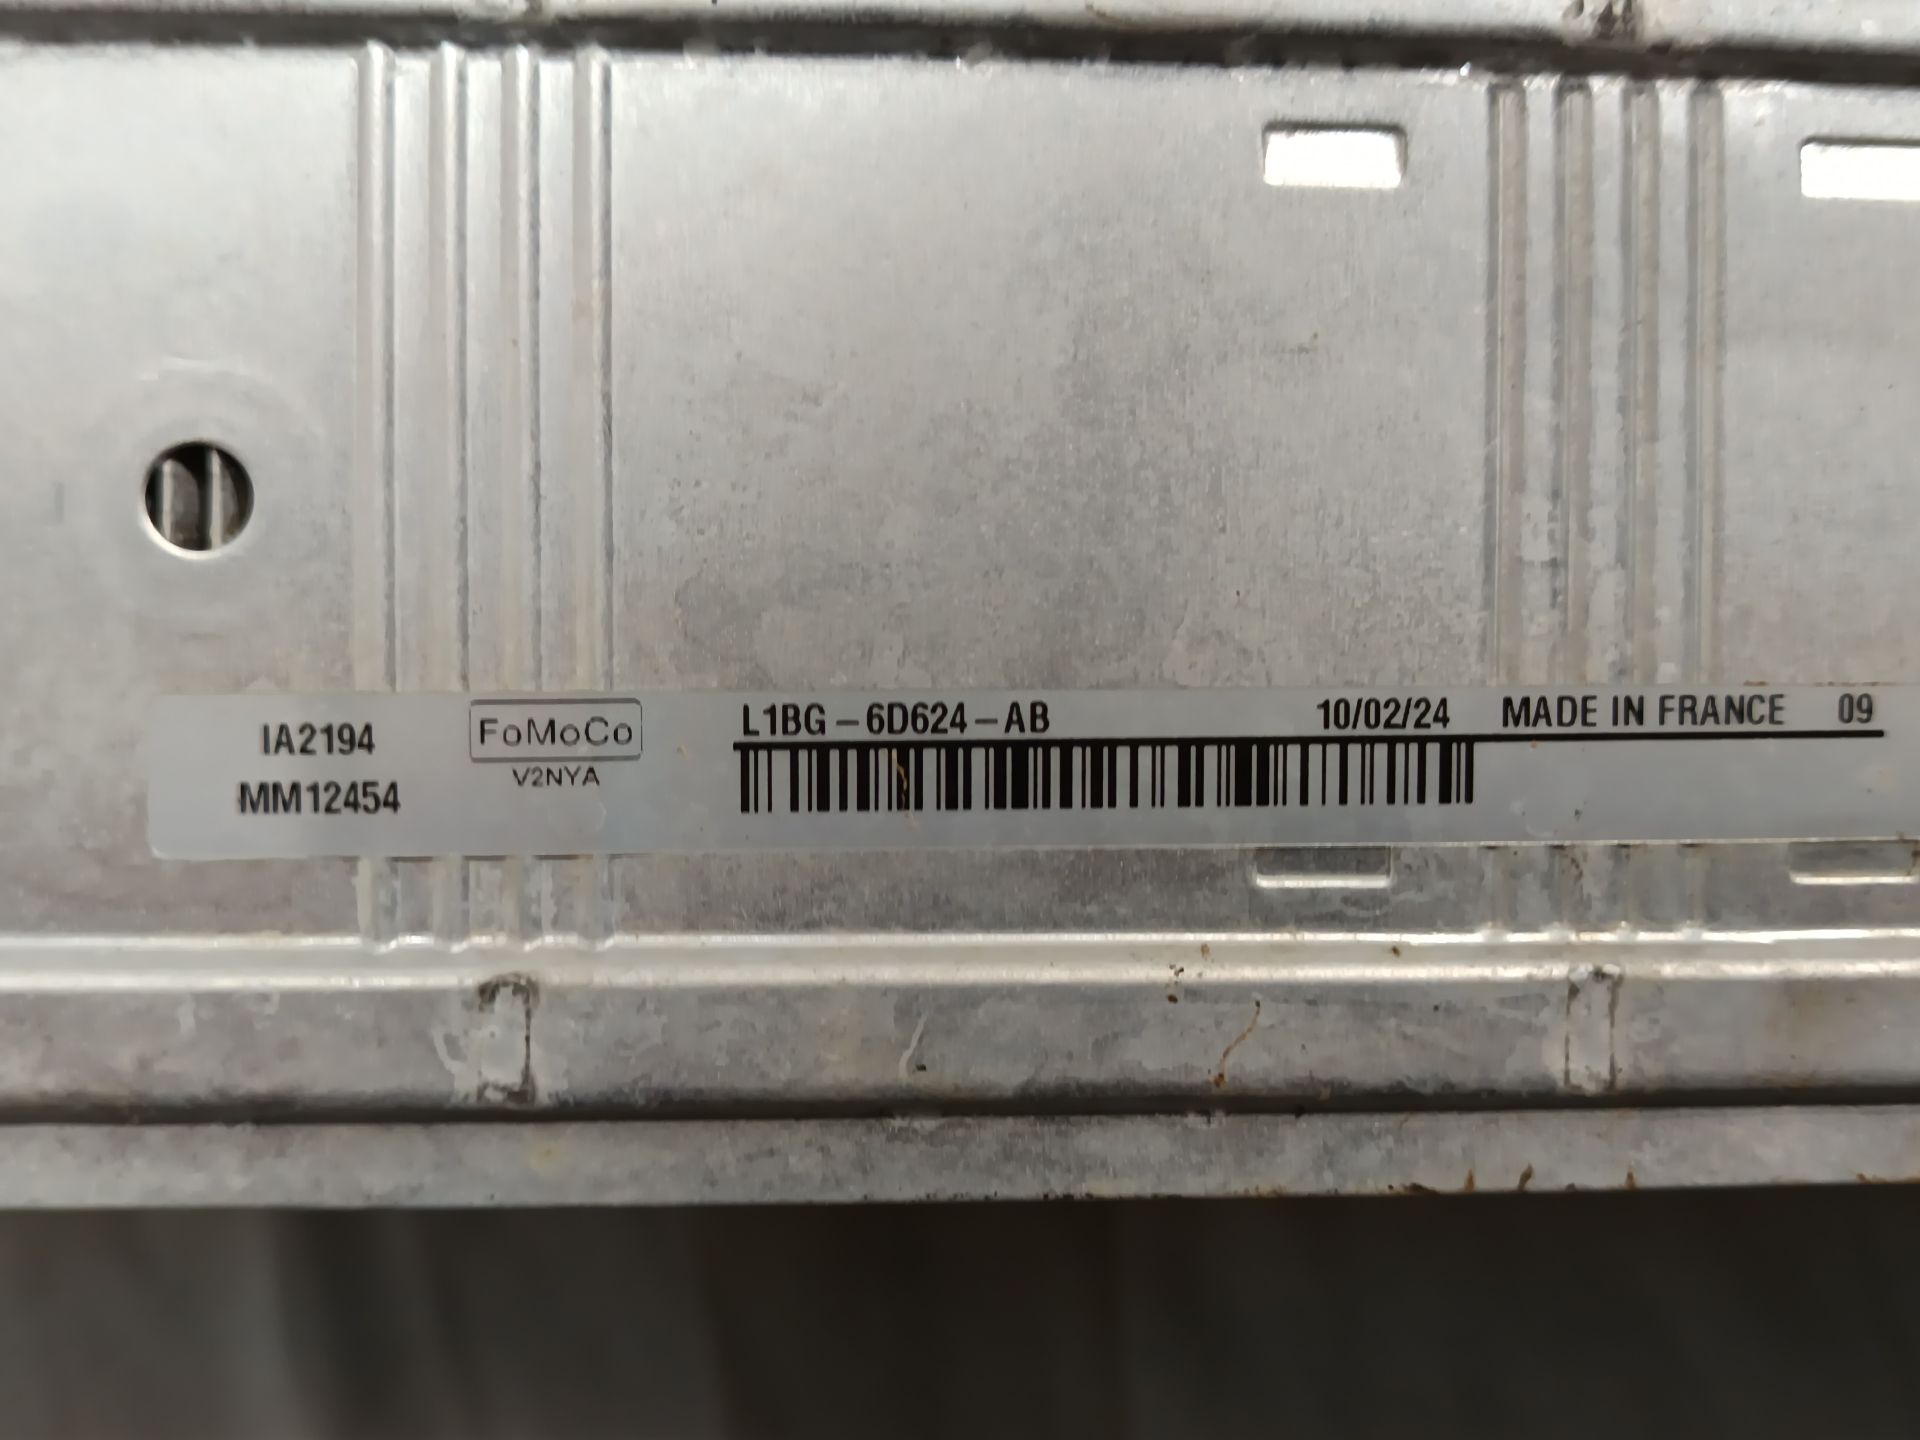 IA2194
MM12454
FoMoCo
V2NYA
L1BG-6D624-AB 10/02/24 MADE IN FRANCE 09